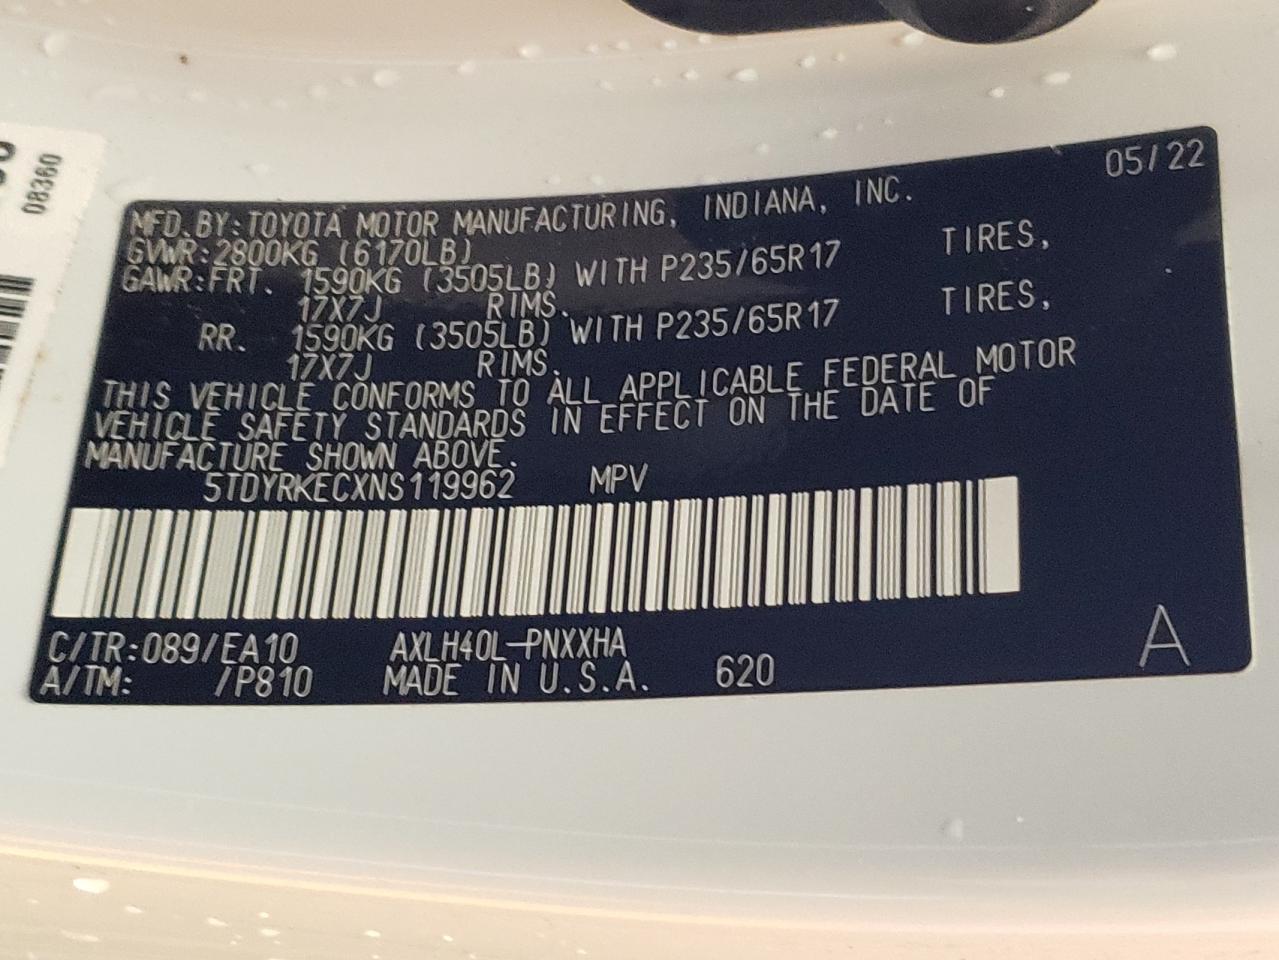 08360
05/22
MFD.BY:TOYOTA MOTOR MANUFACTURING, INDIANA, INC.
GVWR:2800KG (6170LB)
GAWR:FRT. 1590KG (3505LB) WITH P235/65R17 TIRES,
17X7J RIMS.
RR. 1590KG (3505LB) WITH P235/65R17 TIRES,
17X7J RIMS.
THIS VEHICLE CONFORMS TO ALL APPLICABLE FEDERAL MOTOR
VEHICLE SAFETY STANDARDS IN EFFECT ON THE DATE OF
MANUFACTURE SHOWN ABOVE.
5TDYRKECXNS119962 MPV
C/TR:089/EA10 AXLH40L-PNXXHA
A/TM: /P810 MADE IN U.S.A. 620
A